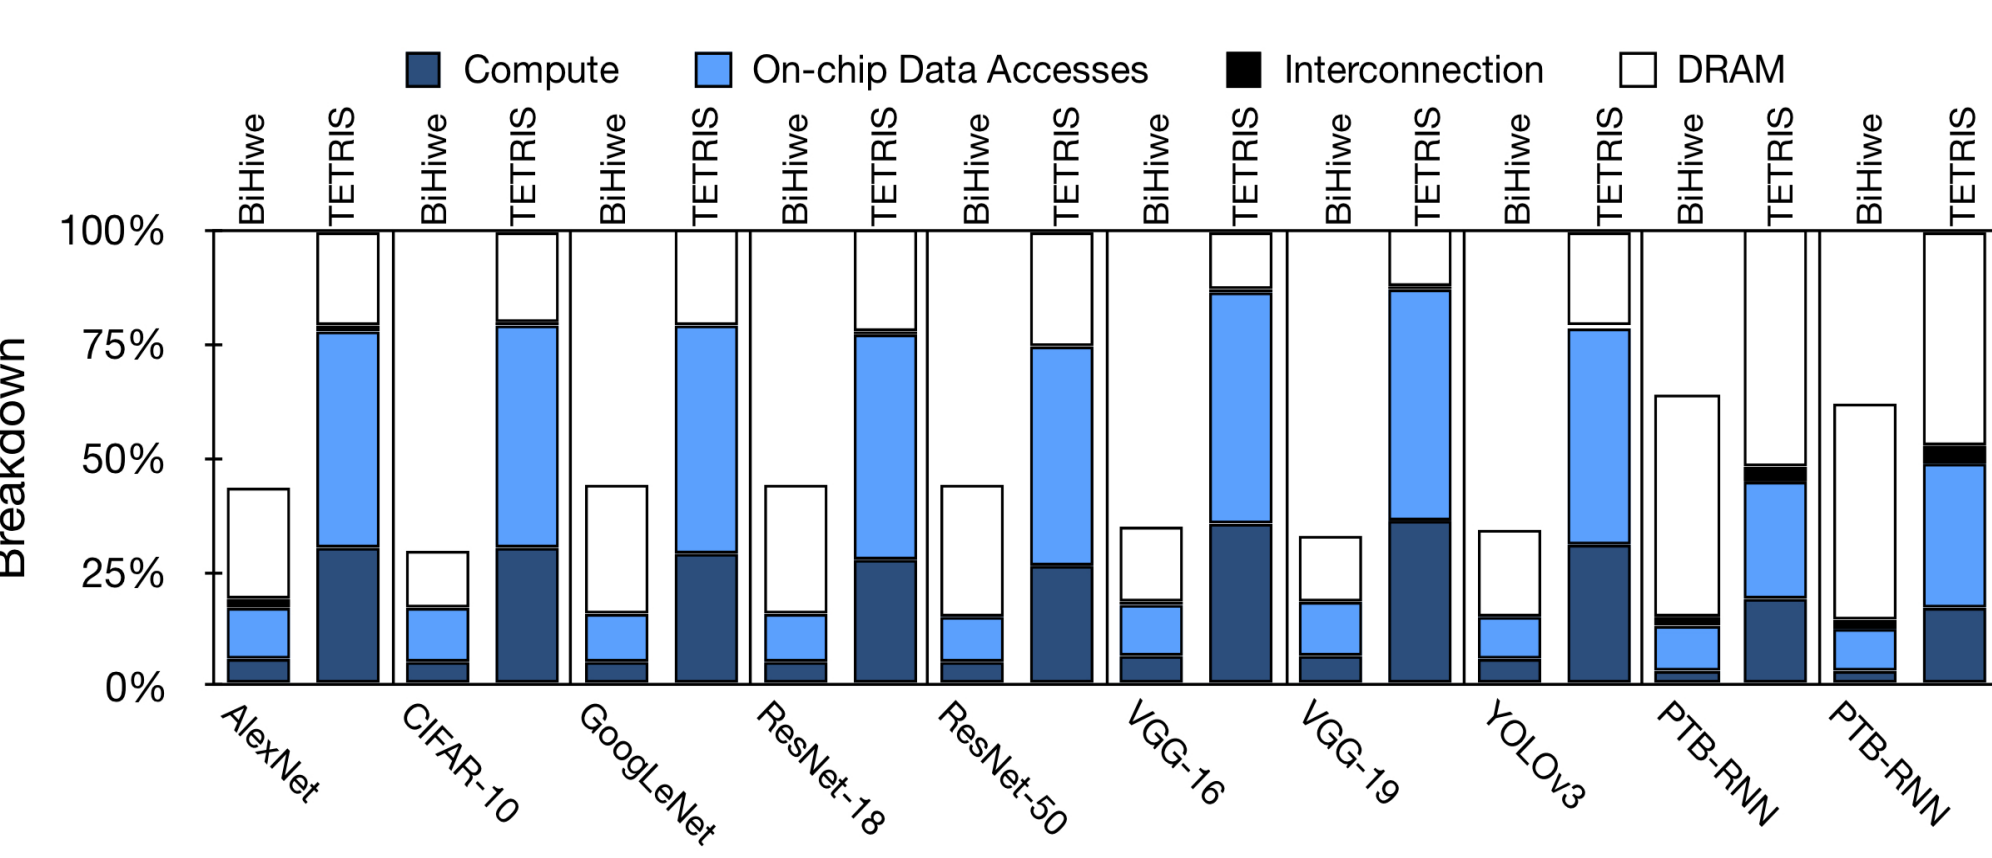 Compute On-chip Data Accesses Interconnection DRAM
BiHiwe TETRIS BiHiwe TETRIS BiHiwe TETRIS BiHiwe TETRIS BiHiwe TETRIS BiHiwe TETRIS BiHiwe TETRIS BiHiwe TETRIS BiHiwe TETRIS BiHiwe TETRIS
Breakdown
100%
75%
50%
25%
0%
AlexNet
CIFAR-10
GoogLeNet
ResNet-18
ResNet-50
VGG-16
VGG-19
YOLOv3
PTB-RNN
PTB-RNN